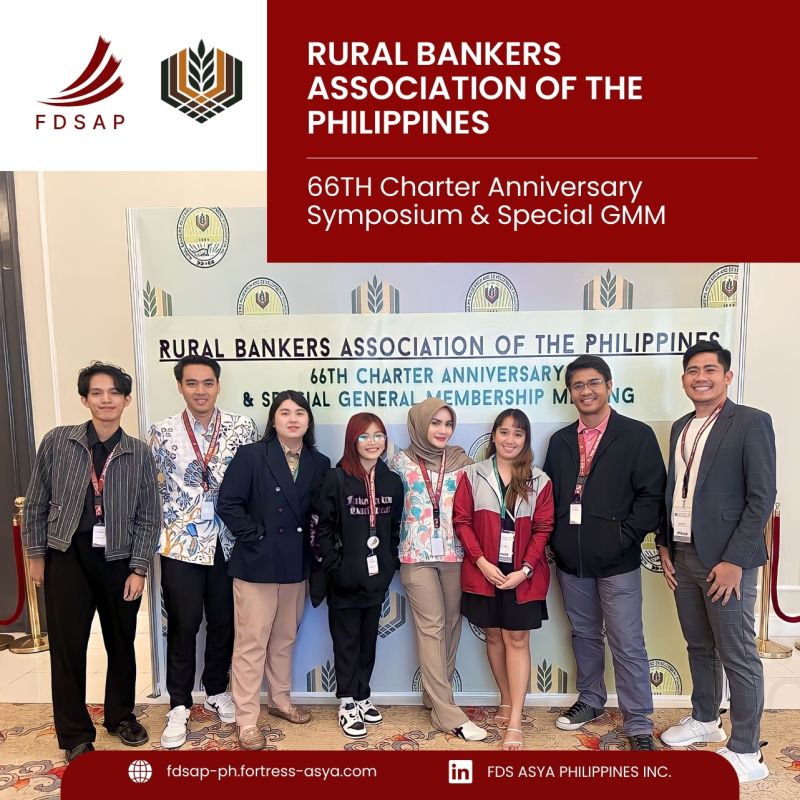 FDSAP
RURAL BANKERS
ASSOCIATION OF THE
PHILIPPINES
66TH Charter Anniversary
Symposium & Special GMM
RURAL BANKERS ASSOCIATION OF THE PHILIPPINES
66TH CHARTER ANNIVERSARY
& SPECIAL GENERAL MEMBERSHIP MEETING
fdsap-ph.fortress-asya.com
in
FDS ASYA PHILIPPINES INC.